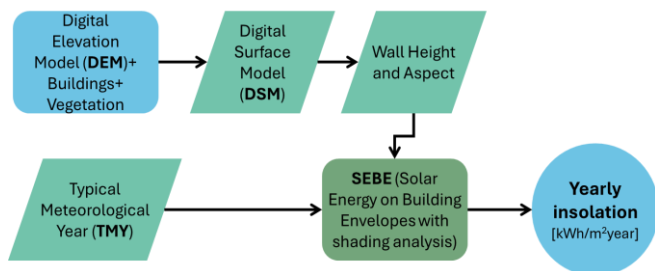 Digital
Elevation
Model (DEM)+
Buildings+
Vegetation
Digital
Surface
Model
(DSM)
Wall Height
and Aspect
Typical
Meteorological
Year (TMY)
SEBE (Solar
Energy on Building
Envelopes with
shading analysis)
Yearly
insolation
[kWh/m²year]